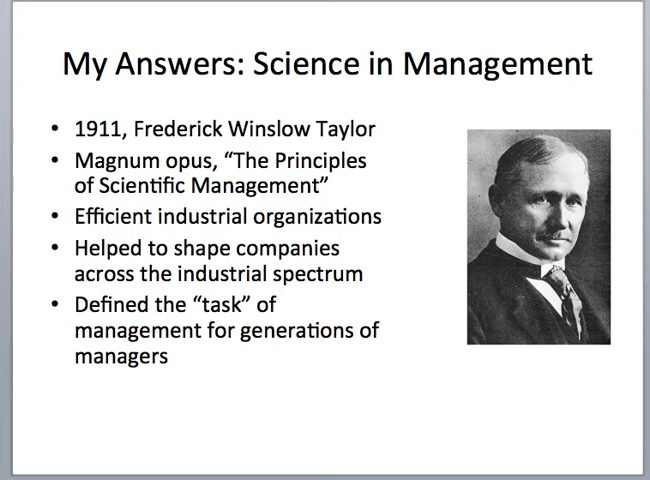 My Answers: Science in Management
• 1911, Frederick Winslow Taylor
• Magnum opus, “The Principles
of Scientific Management”
• Efficient industrial organizations
• Helped to shape companies
across the industrial spectrum
• Defined the “task” of
management for generations of
managers